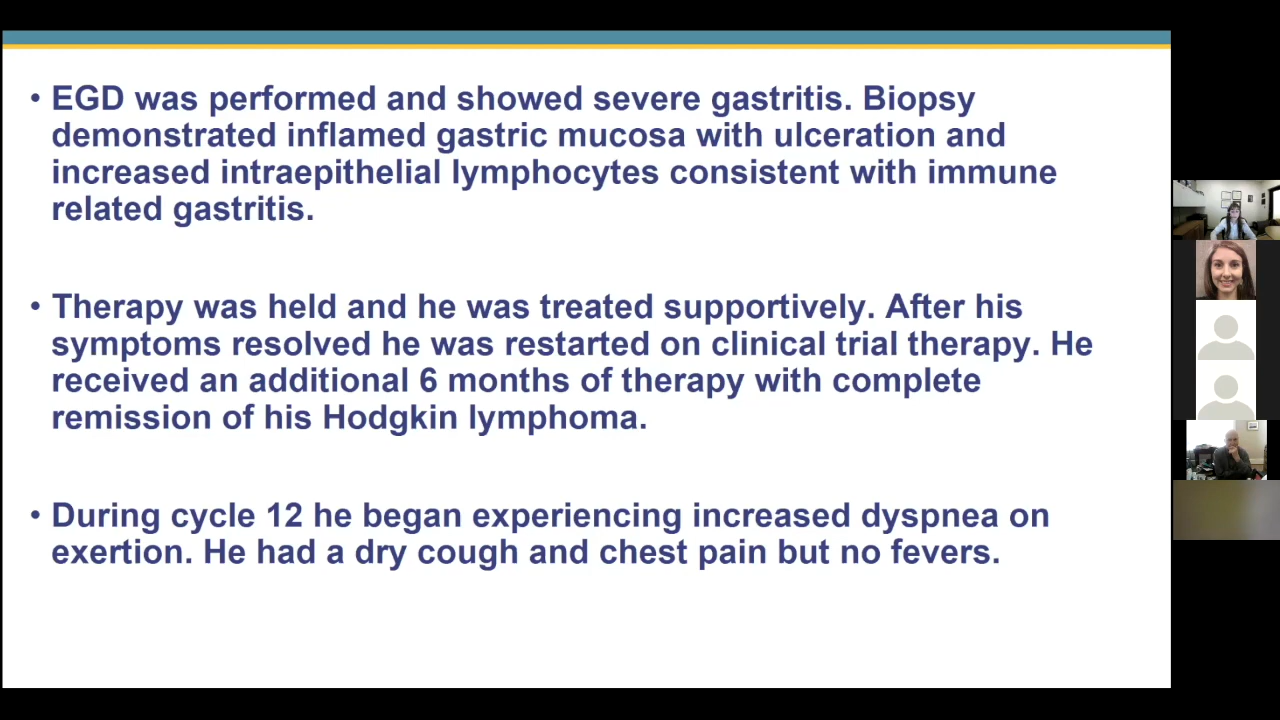 • EGD was performed and showed severe gastritis. Biopsy
demonstrated inflamed gastric mucosa with ulceration and
increased intraepithelial lymphocytes consistent with immune
related gastritis.
• Therapy was held and he was treated supportively. After his
symptoms resolved he was restarted on clinical trial therapy. He
received an additional 6 months of therapy with complete
remission of his Hodgkin lymphoma.
• During cycle 12 he began experiencing increased dyspnea on
exertion. He had a dry cough and chest pain but no fevers.